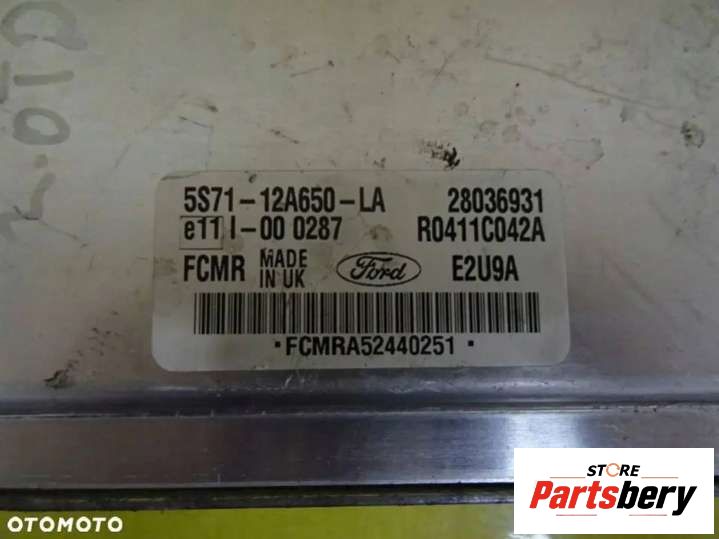 5S71-12A650-LA 28036931
e11 I-00 0287 R0411C042A
FCMR MADE IN UK Ford E2U9A
•FCMRA52440251•
STORE
Partsbery
OTOMOTO